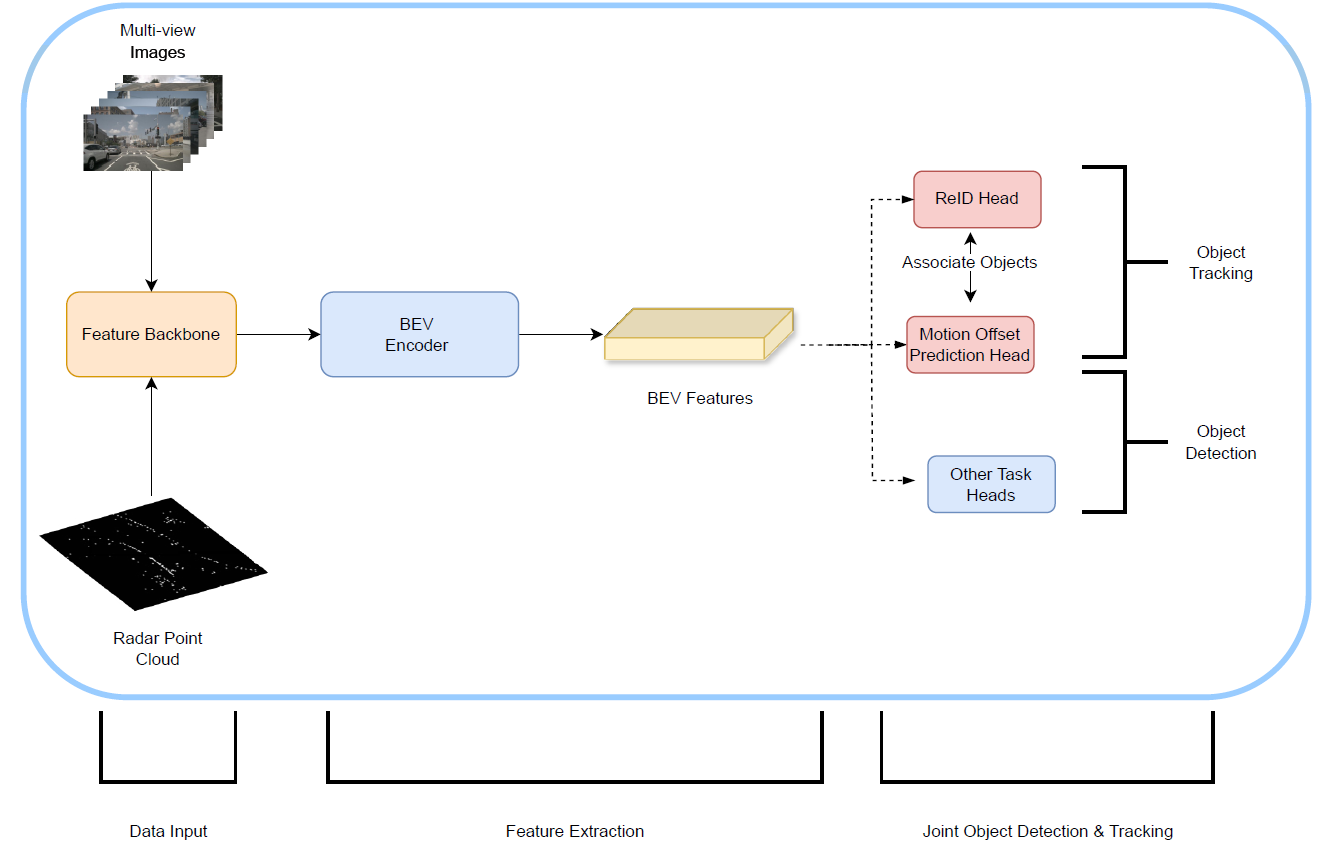 Multi-view
Images
Feature Backbone
BEV
Encoder
BEV Features
ReID Head
Associate Objects
Motion Offset
Prediction Head
Other Task
Heads
Object
Tracking
Object
Detection
Radar Point
Cloud
Data Input
Feature Extraction
Joint Object Detection & Tracking